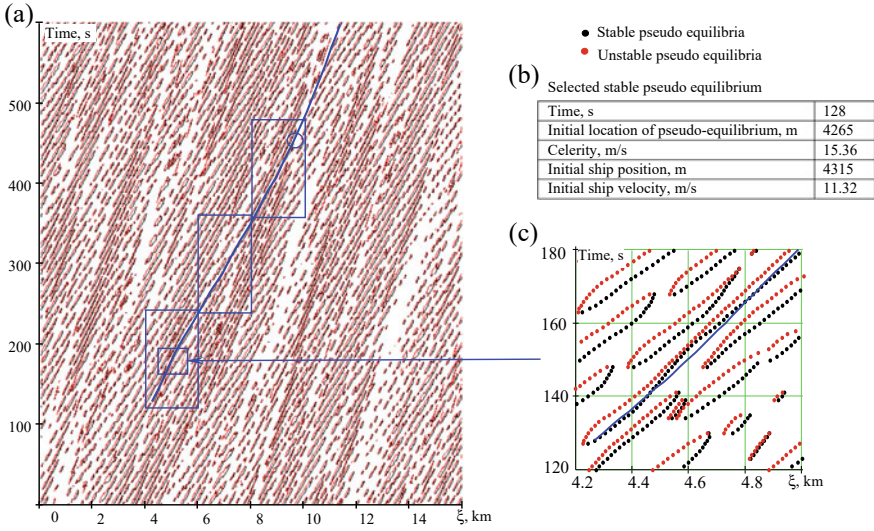 (a)
Time, s
600
500
400
300
200
100
0
2
4
6
8
10
12
14
ξ, km
Stable pseudo equilibria
Unstable pseudo equilibria
(b)
Selected stable pseudo equilibrium
Time, s 128
Initial location of pseudo-equilibrium, m 4265
Celerity, m/s 15.36
Initial ship position, m 4315
Initial ship velocity, m/s 11.32
(c)
180
Time, s
160
140
120
4.2
4.4
4.6
4.8
ξ, km